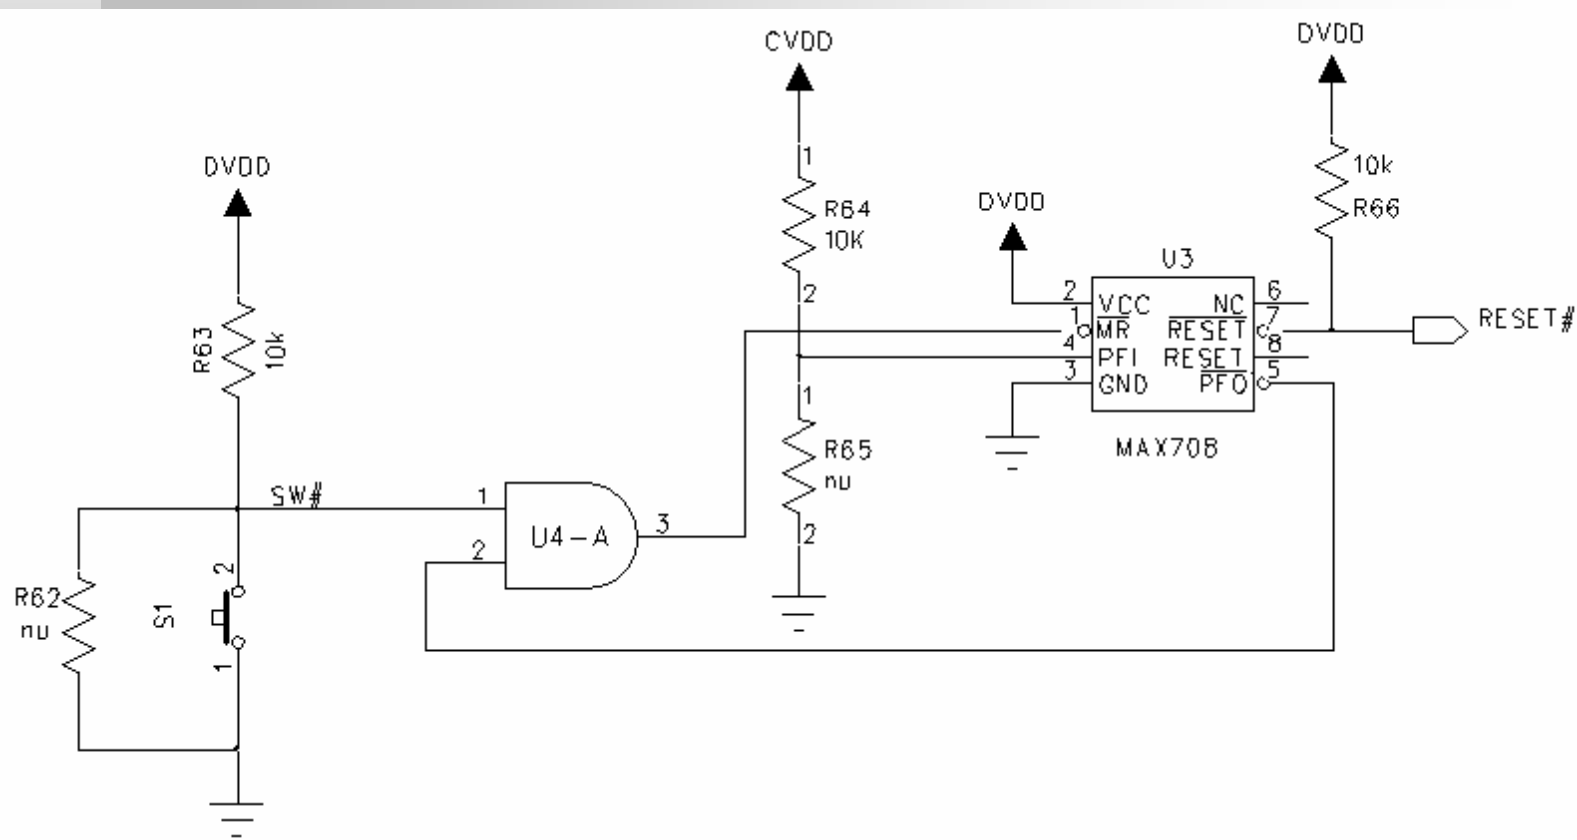 CVDD
DVDD
DVDD
1
10k
R66
R64
10K
DVDD
2
U3
2 VCC NC 6
1 MR RESET 7
4 PFI RESET 8
3 GND PFO 5
RESET#
R63
10k
1
R65
nu
2
MAX708
SW#
1
2
U4-A
3
R62
nu
2
S1
1